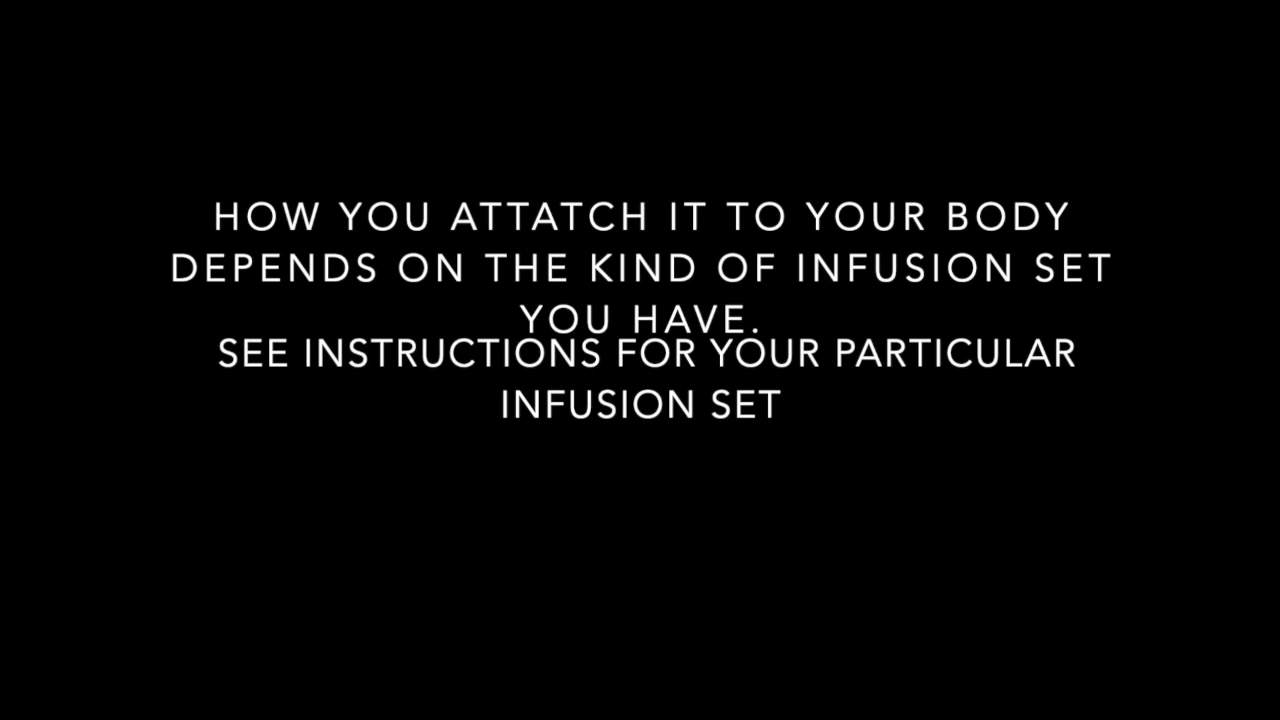 HOW YOU ATTATCH IT TO YOUR BODY
DEPENDS ON THE KIND OF INFUSION SET
YOU HAVE.
SEE INSTRUCTIONS FOR YOUR PARTICULAR
INFUSION SET